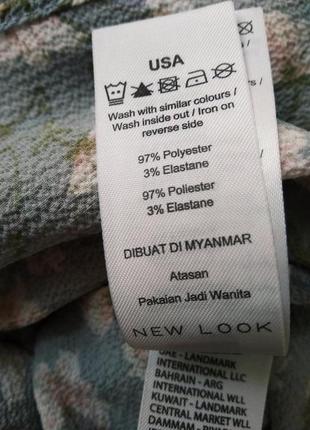 USA
Wash with similar colours /
Wash inside out / Iron on
reverse side
97% Polyester
3% Elastane
97% Poliester
3% Elastane
DIBUAT DI MYANMAR
Atasan
Pakaian Jadi Wanita
NEW LOOK
UAE - LANDMARK
INTERNATIONAL LLC
BAHRAIN - ARG
INTERNATIONAL WLL
KUWAIT - LANDMARK
CENTRAL MARKET WLL
DAMMAM -